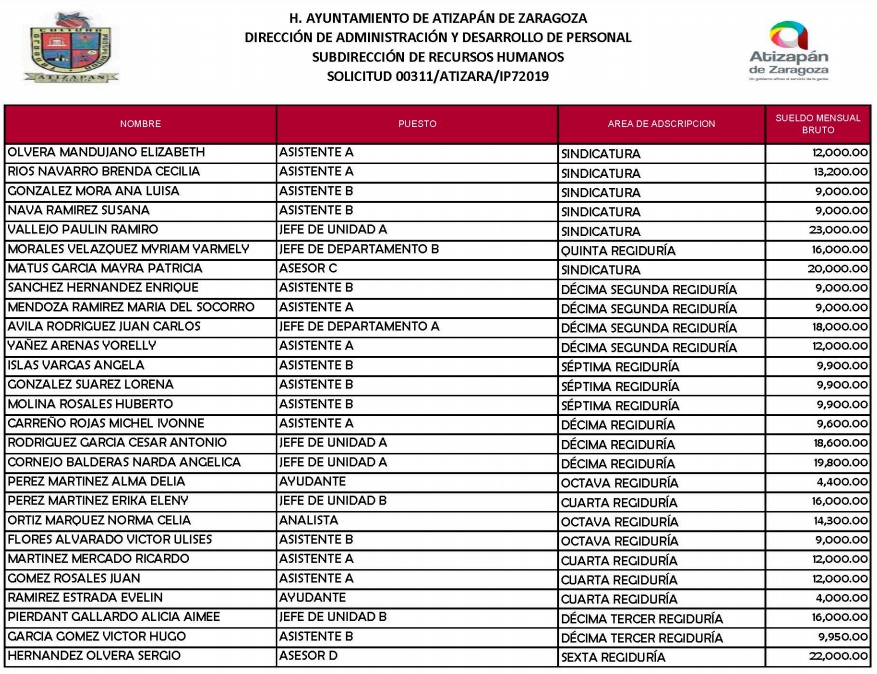 H. AYUNTAMIENTO DE ATIZAPÁN DE ZARAGOZA
DIRECCIÓN DE ADMINISTRACIÓN Y DESARROLLO DE PERSONAL
SUBDIRECCIÓN DE RECURSOS HUMANOS
SOLICITUD 00311/ATIZARA/IP72019
ATIZAPAN
Atizapán
de Zaragoza
NOMBRE PUESTO AREA DE ADSCRIPCION SUELDO MENSUAL BRUTO
OLVERA MANDUJANO ELIZABETH ASISTENTE A SINDICATURA 12,000.00
RIOS NAVARRO BRENDA CECILIA ASISTENTE A SINDICATURA 13,200.00
GONZALEZ MORA ANA LUISA ASISTENTE B SINDICATURA 9,000.00
NAVA RAMIREZ SUSANA ASISTENTE B SINDICATURA 9,000.00
VALLEJO PAULIN RAMIRO JEFE DE UNIDAD A SINDICATURA 23,000.00
MORALES VELAZQUEZ MYRIAM YARMELY JEFE DE DEPARTAMENTO B QUINTA REGIDURÍA 16,000.00
MATUS GARCIA MAYRA PATRICIA ASESOR C SINDICATURA 20,000.00
SANCHEZ HERNANDEZ ENRIQUE ASISTENTE B DÉCIMA SEGUNDA REGIDURÍA 9,000.00
MENDOZA RAMIREZ MARIA DEL SOCORRO ASISTENTE A DÉCIMA SEGUNDA REGIDURÍA 9,000.00
AVILA RODRIGUEZ JUAN CARLOS JEFE DE DEPARTAMENTO A DÉCIMA SEGUNDA REGIDURÍA 18,000.00
YAÑEZ ARENAS YORELLY ASISTENTE A DÉCIMA SEGUNDA REGIDURÍA 12,000.00
ISLAS VARGAS ANGELA ASISTENTE B SÉPTIMA REGIDURÍA 9,900.00
GONZALEZ SUAREZ LORENA ASISTENTE B SÉPTIMA REGIDURÍA 9,900.00
MOLINA ROSALES HUBERTO ASISTENTE B SÉPTIMA REGIDURÍA 9,900.00
CARREÑO ROJAS MICHEL IVONNE ASISTENTE A DÉCIMA REGIDURÍA 9,600.00
RODRIGUEZ GARCIA CESAR ANTONIO JEFE DE UNIDAD A DÉCIMA REGIDURÍA 18,600.00
CORNEJO BALDERAS NARDA ANGELICA JEFE DE UNIDAD A DÉCIMA REGIDURÍA 19,800.00
PEREZ MARTINEZ ALMA DELIA AYUDANTE OCTAVA REGIDURÍA 4,400.00
PEREZ MARTINEZ ERIKA ELENY JEFE DE UNIDAD B CUARTA REGIDURÍA 16,000.00
ORTIZ MARQUEZ NORMA CELIA ANALISTA OCTAVA REGIDURÍA 14,300.00
FLORES ALVARADO VICTOR ULISES ASISTENTE B OCTAVA REGIDURÍA 9,000.00
MARTINEZ MERCADO RICARDO ASISTENTE A CUARTA REGIDURÍA 12,000.00
GOMEZ ROSALES JUAN ASISTENTE A CUARTA REGIDURÍA 12,000.00
RAMIREZ ESTRADA EVELIN AYUDANTE CUARTA REGIDURÍA 4,000.00
PIERDANT GALLARDO ALICIA AIMEE JEFE DE UNIDAD B DÉCIMA TERCER REGIDURÍA 16,000.00
GARCIA GOMEZ VICTOR HUGO ASISTENTE B DÉCIMA TERCER REGIDURÍA 9,950.00
HERNANDEZ OLVERA SERGIO ASESOR D SEXTA REGIDURÍA 22,000.00